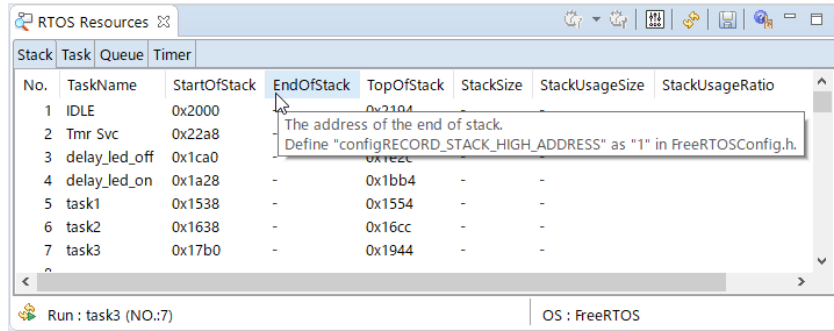 RTOS Resources
Stack Task Queue Timer
No. TaskName StartOfStack EndOfStack TopOfStack StackSize StackUsageSize StackUsageRatio
1 IDLE 0x2000 - 0x2194 - -
The address of the end of stack.
2 Tmr Svc 0x22a8
Define "configRECORD_STACK_HIGH_ADDRESS" as "1" in FreeRTOSConfig.h.
3 delay_led_off 0x1ca0 - 0x1e2c - -
4 delay_led_on 0x1a28 - 0x1bb4 - -
5 task1 0x1538 - 0x1554 - -
6 task2 0x1638 - 0x16cc - -
7 task3 0x17b0 - 0x1944 - -
Run : task3 (NO.:7) OS : FreeRTOS